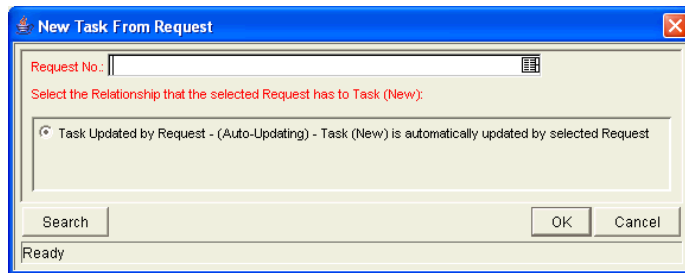 New Task From Request
Request No.:
Select the Relationship that the selected Request has to Task (New):
Task Updated by Request - (Auto-Updating) - Task (New) is automatically updated by selected Request
Search OK Cancel
Ready